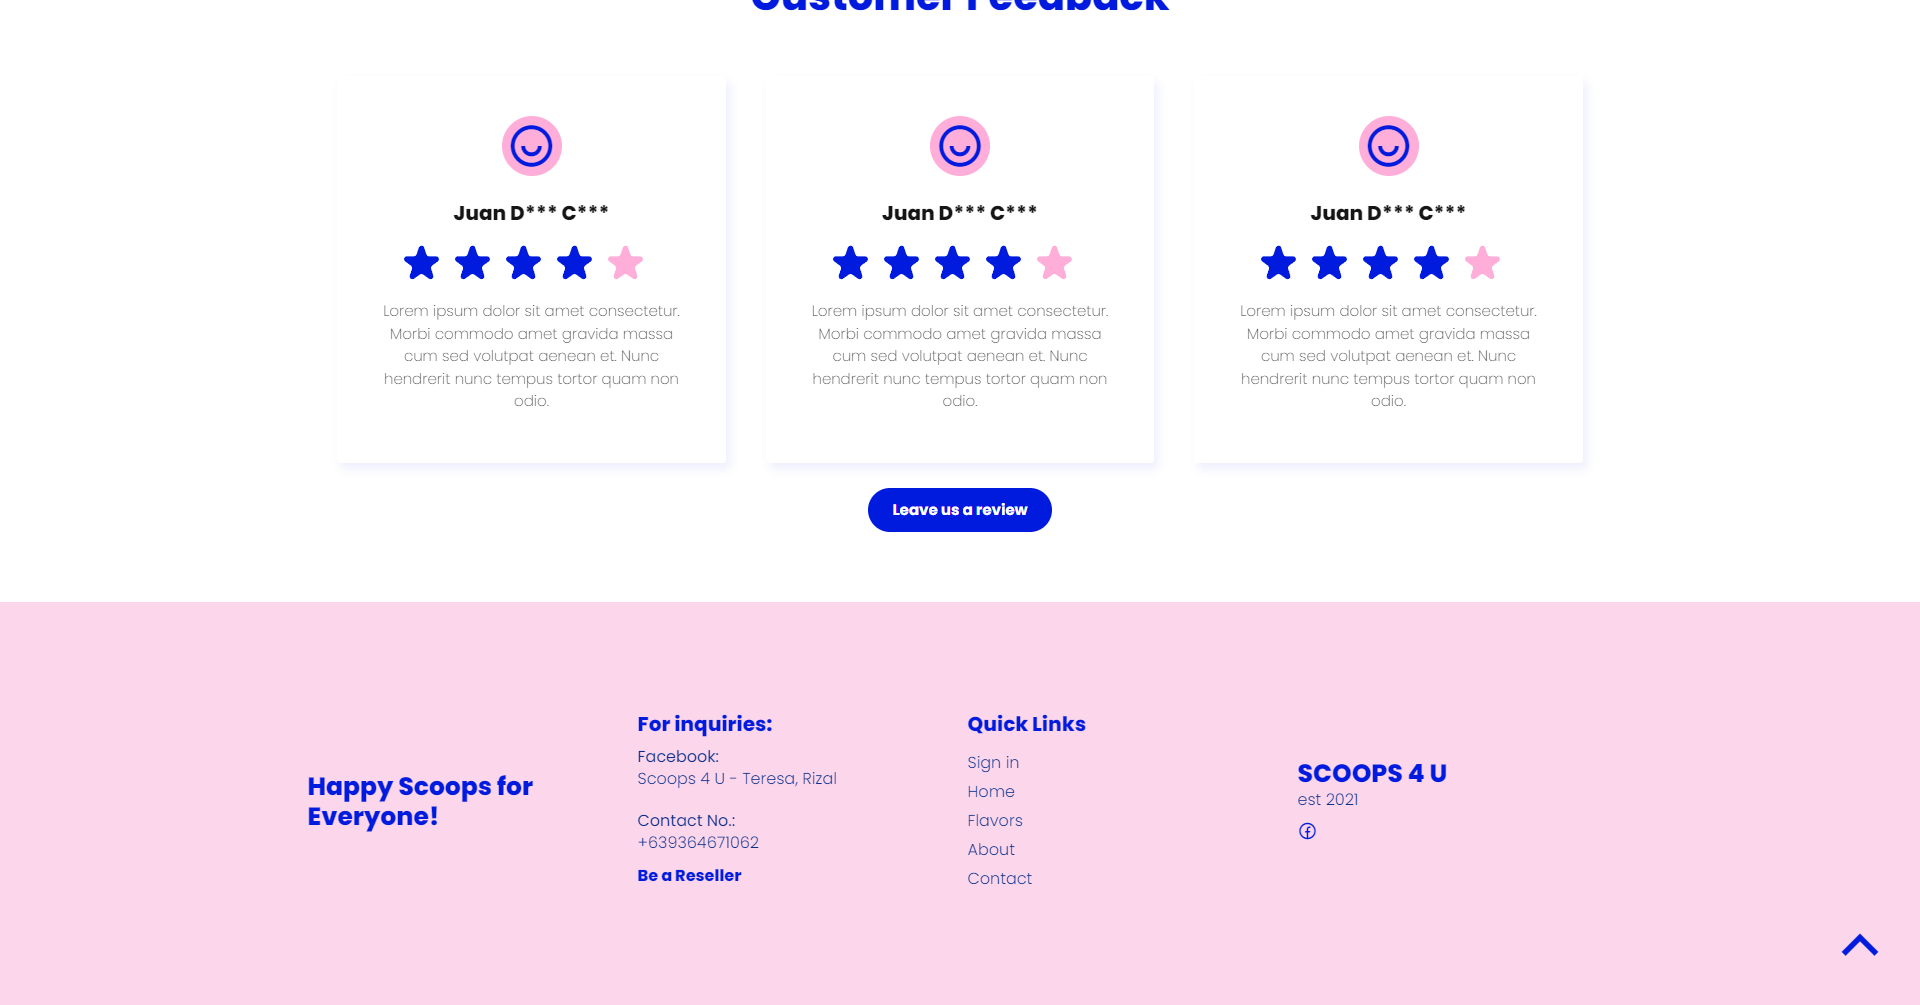 Customer Feedback
Juan D*** C***
Lorem ipsum dolor sit amet consectetur.
Morbi commodo amet gravida massa
cum sed volutpat aenean et. Nunc
hendrerit nunc tempus tortor quam non
odio.
Juan D*** C***
Lorem ipsum dolor sit amet consectetur.
Morbi commodo amet gravida massa
cum sed volutpat aenean et. Nunc
hendrerit nunc tempus tortor quam non
odio.
Juan D*** C***
Lorem ipsum dolor sit amet consectetur.
Morbi commodo amet gravida massa
cum sed volutpat aenean et. Nunc
hendrerit nunc tempus tortor quam non
odio.
Leave us a review
Happy Scoops for
Everyone!
For inquiries:
Facebook:
Scoops 4 U - Teresa, Rizal
Contact No.:
+639364671062
Be a Reseller
Quick Links
Sign in
Home
Flavors
About
Contact
SCOOPS 4 U
est 2021